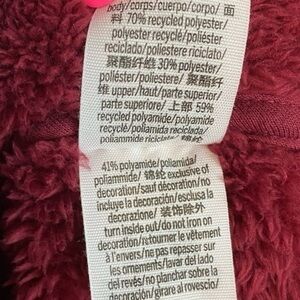 body/corps/cuerpo/corpo/ 面
料 70% recycled polyester/
polyester recyclé/poliéster
reciclado/poliestere riciclato/
聚酯纤维 30% polyester/
poliéster/poliestere/ 聚酯纤
维 upper/haut/parte superior/
parte superiore/ 上部 59%
recycled polyamide/polyamide
recyclé/poliamida reciclada/
poliammide riciclata/
41% polyamide/poliamida/
poliammide/ 锦纶 exclusive of
decoration/sauf décoration/no
incluye la decoración/esclusa la
decorazione/ 装饰除外
turn inside out/do not iron on
decoration/retourner le vêtement
à l'envers/ne pas repasser sur
les ornements/lavar del lado
del revés/no planchar sobre la
decoración/girare al rovescio/